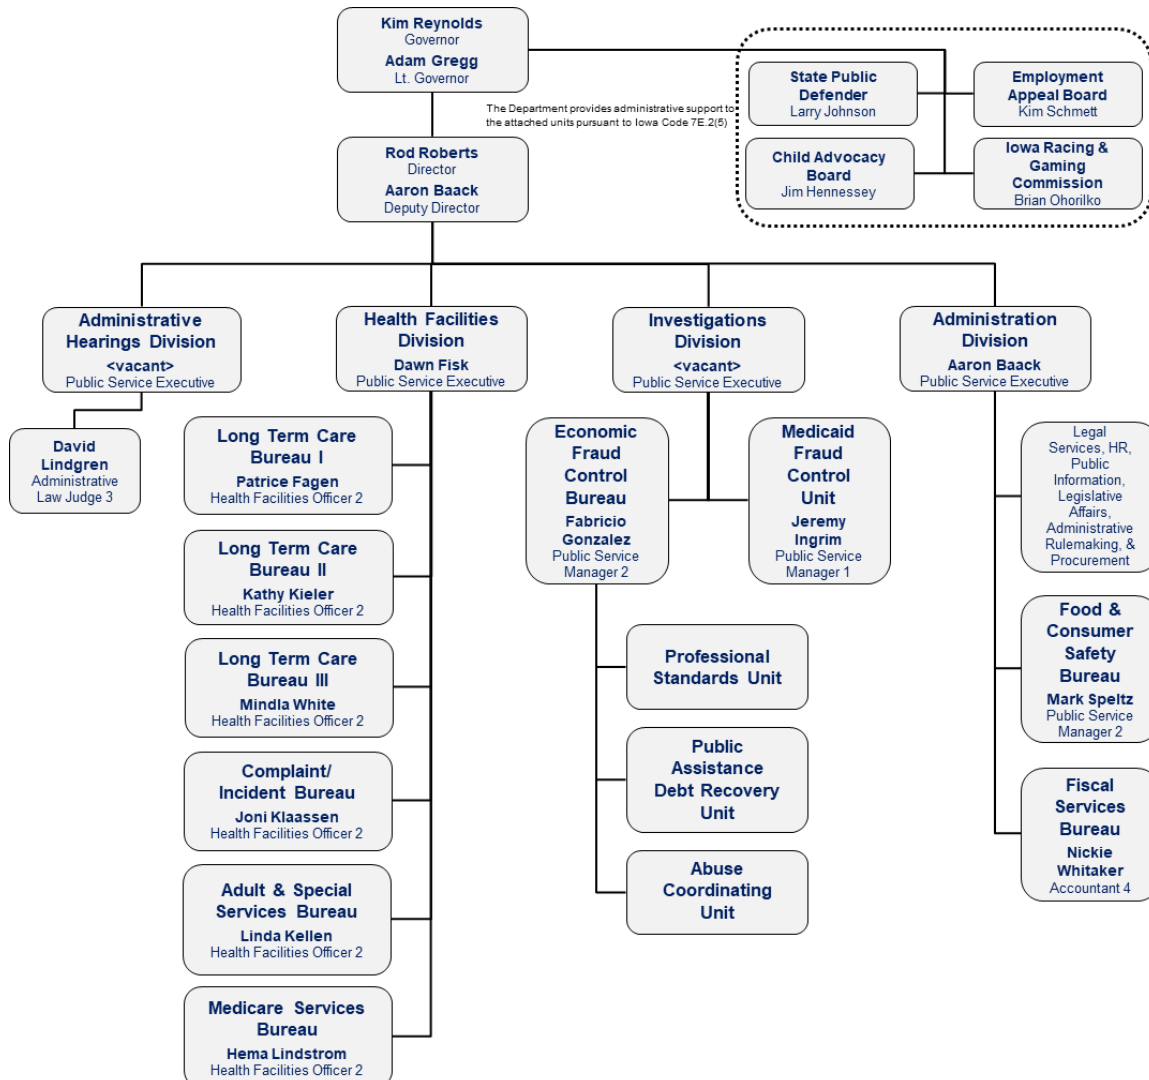 Kim Reynolds
Governor
Adam Gregg
Lt. Governor
The Department provides administrative support to
the attached units pursuant to Iowa Code 7E.2(5)
State Public
Defender
Larry Johnson
Employment
Appeal Board
Kim Schmett
Child Advocacy
Board
Jim Hennessey
Iowa Racing &
Gaming
Commission
Brian Ohorilko
Rod Roberts
Director
Aaron Baack
Deputy Director
Administrative
Hearings Division
<vacant>
Public Service Executive
Health Facilities
Division
Dawn Fisk
Public Service Executive
Investigations
Division
<vacant>
Public Service Executive
Administration
Division
Aaron Baack
Public Service Executive
David
Lindgren
Administrative
Law Judge 3
Long Term Care
Bureau I
Patrice Fagen
Health Facilities Officer 2
Long Term Care
Bureau II
Kathy Kieler
Health Facilities Officer 2
Long Term Care
Bureau III
Mindla White
Health Facilities Officer 2
Complaint/
Incident Bureau
Joni Klaassen
Health Facilities Officer 2
Adult & Special
Services Bureau
Linda Kellen
Health Facilities Officer 2
Medicare Services
Bureau
Hema Lindstrom
Health Facilities Officer 2
Economic
Fraud
Control
Bureau
Fabricio
Gonzalez
Public Service
Manager 2
Medicaid
Fraud
Control
Unit
Jeremy
Ingrim
Public Service
Manager 1
Professional
Standards Unit
Public
Assistance
Debt Recovery
Unit
Abuse
Coordinating
Unit
Legal
Services, HR,
Public
Information,
Legislative
Affairs,
Administrative
Rulemaking, &
Procurement
Food &
Consumer
Safety
Bureau
Mark Speltz
Public Service
Manager 2
Fiscal
Services
Bureau
Nickie
Whitaker
Accountant 4